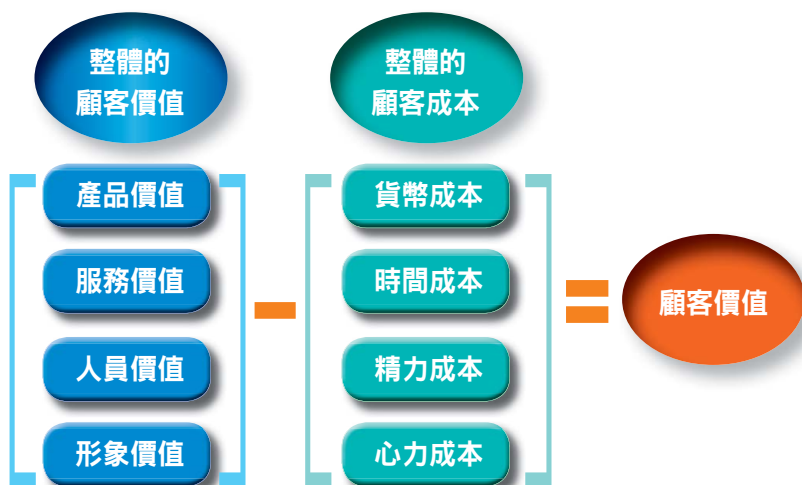 整體的
顧客價值
整體的
顧客成本
產品價值
服務價值
人員價值
形象價值
貨幣成本
時間成本
精力成本
心力成本
顧客價值